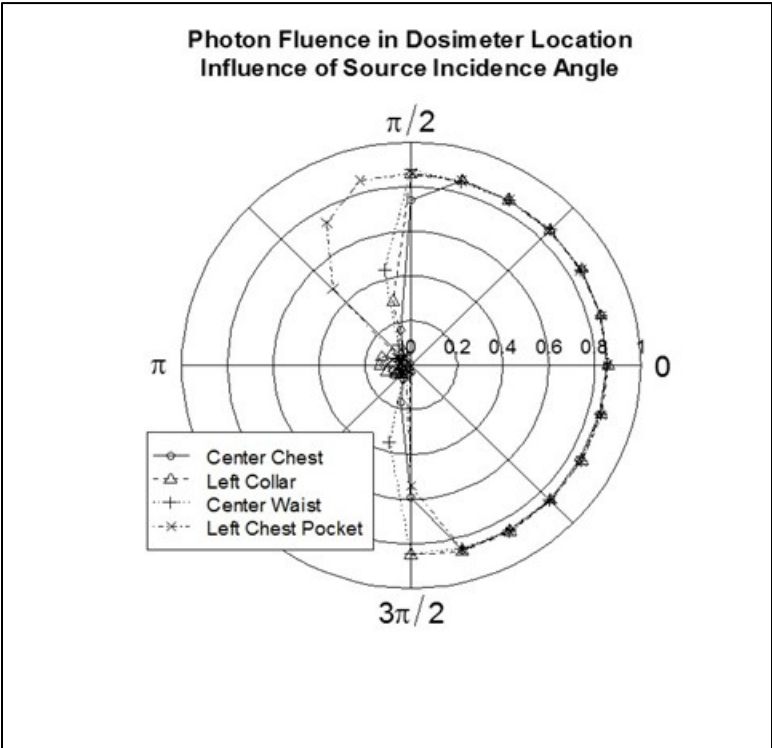 Photon Fluence in Dosimeter Location
Influence of Source Incidence Angle
π/2
π
0 0.2 0.4 0.6 0.8 1
0
Center Chest
Left Collar
Center Waist
Left Chest Pocket
3π/2